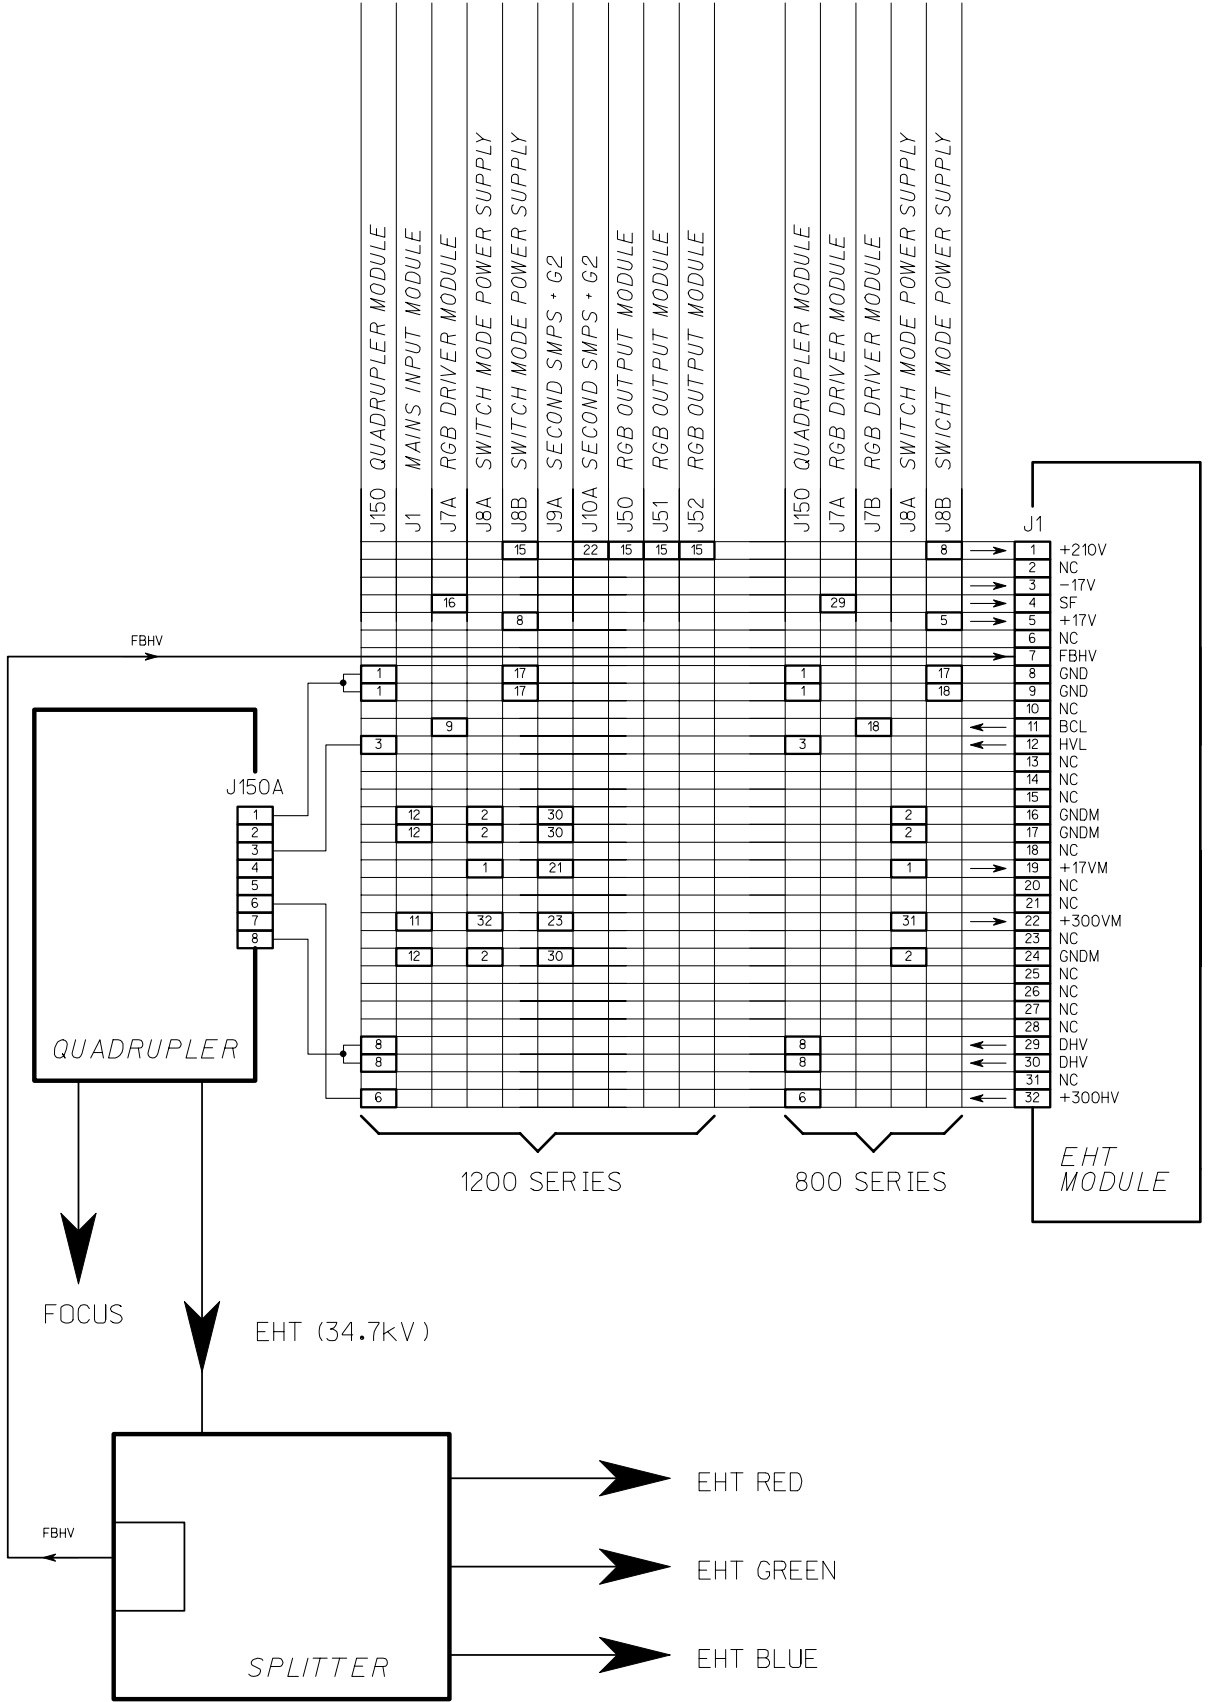 J150 QUADRUPLER MODULE
J1 MAINS INPUT MODULE
J7A RGB DRIVER MODULE
J8A SWITCH MODE POWER SUPPLY
J8B SWITCH MODE POWER SUPPLY
J9A SECOND SMPS + G2
J10A SECOND SMPS + G2
J50 RGB OUTPUT MODULE
J51 RGB OUTPUT MODULE
J52 RGB OUTPUT MODULE
J150 QUADRUPLER MODULE
J7A RGB DRIVER MODULE
J7B RGB DRIVER MODULE
J8A SWITCH MODE POWER SUPPLY
J8B SWICHT MODE POWER SUPPLY
J1
15 22 15 15 15 8 1 +210V
2 NC
3 -17V
16 29 4 SF
8 5 5 +17V
6 NC
FBHV
7 FBHV
1 17 1 17 8 GND
1 17 1 18 9 GND
10 NC
9 18 11 BCL
3 3 12 HVL
13 NC
14 NC
15 NC
12 2 30 2 16 GNDM
12 2 30 2 17 GNDM
18 NC
1 21 1 19 +17VM
20 NC
21 NC
11 32 23 31 22 +300VM
23 NC
12 2 30 2 24 GNDM
25 NC
26 NC
27 NC
28 NC
8 8 29 DHV
8 8 30 DHV
31 NC
6 6 32 +300HV
J150A
1
2
3
4
5
6
7
8
QUADRUPLER
1200 SERIES
800 SERIES
EHT
MODULE
FOCUS
EHT (34.7kV)
FBHV
SPLITTER
EHT RED
EHT GREEN
EHT BLUE